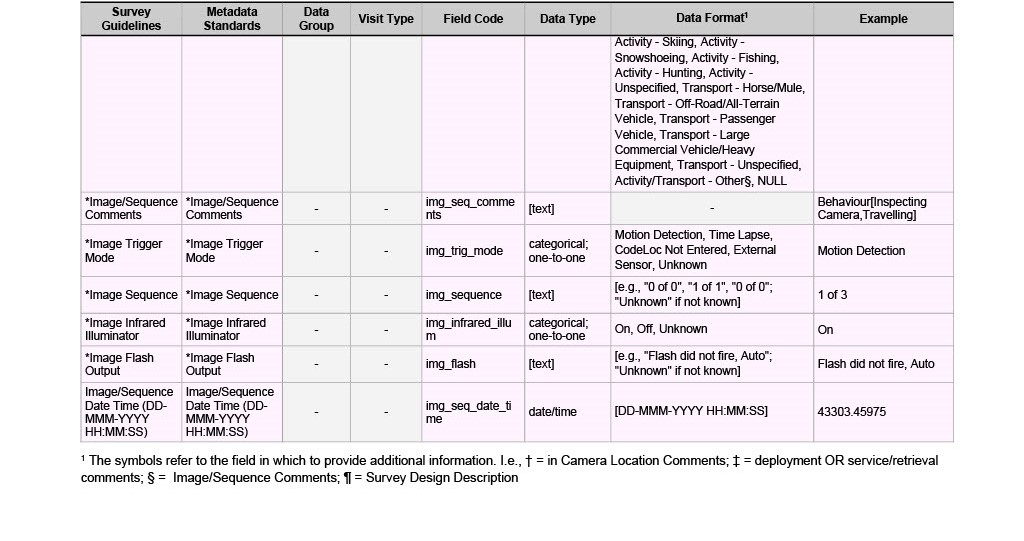 Survey Guidelines Metadata Standards Data Group Visit Type Field Code Data Type Data Format¹ Example
Activity - Skiing, Activity -
Snowshoeing, Activity - Fishing,
Activity - Hunting, Activity -
Unspecified, Transport - Horse/Mule,
Transport - Off-Road/All-Terrain
Vehicle, Transport - Passenger
Vehicle, Transport - Large
Commercial Vehicle/Heavy
Equipment, Transport - Unspecified,
Activity/Transport - Other§, NULL
*Image/Sequence
Comments
*Image/Sequence
Comments
-
-
img_seq_comme
nts
[text]
-
Behaviour[Inspecting
Camera,Travelling]
*Image Trigger
Mode
*Image Trigger
Mode
-
-
img_trig_mode
categorical;
one-to-one
Motion Detection, Time Lapse,
CodeLoc Not Entered, External
Sensor, Unknown
Motion Detection
*Image Sequence
*Image Sequence
-
-
img_sequence
[text]
[e.g., "0 of 0", "1 of 1", "0 of 0";
"Unknown" if not known]
1 of 3
*Image Infrared
Illuminator
*Image Infrared
Illuminator
-
-
img_infrared_illu
m
categorical;
one-to-one
On, Off, Unknown
On
*Image Flash
Output
*Image Flash
Output
-
-
img_flash
[text]
[e.g., "Flash did not fire, Auto";
"Unknown" if not known]
Flash did not fire, Auto
Image/Sequence
Date Time (DD-
MMM-YYYY
HH:MM:SS)
Image/Sequence
Date Time (DD-
MMM-YYYY
HH:MM:SS)
-
-
img_seq_date_ti
me
date/time
[DD-MMM-YYYY HH:MM:SS]
43303.45975
¹ The symbols refer to the field in which to provide additional information. I.e., † = in Camera Location Comments; ‡ = deployment OR service/retrieval
comments; § = Image/Sequence Comments; ¶ = Survey Design Description